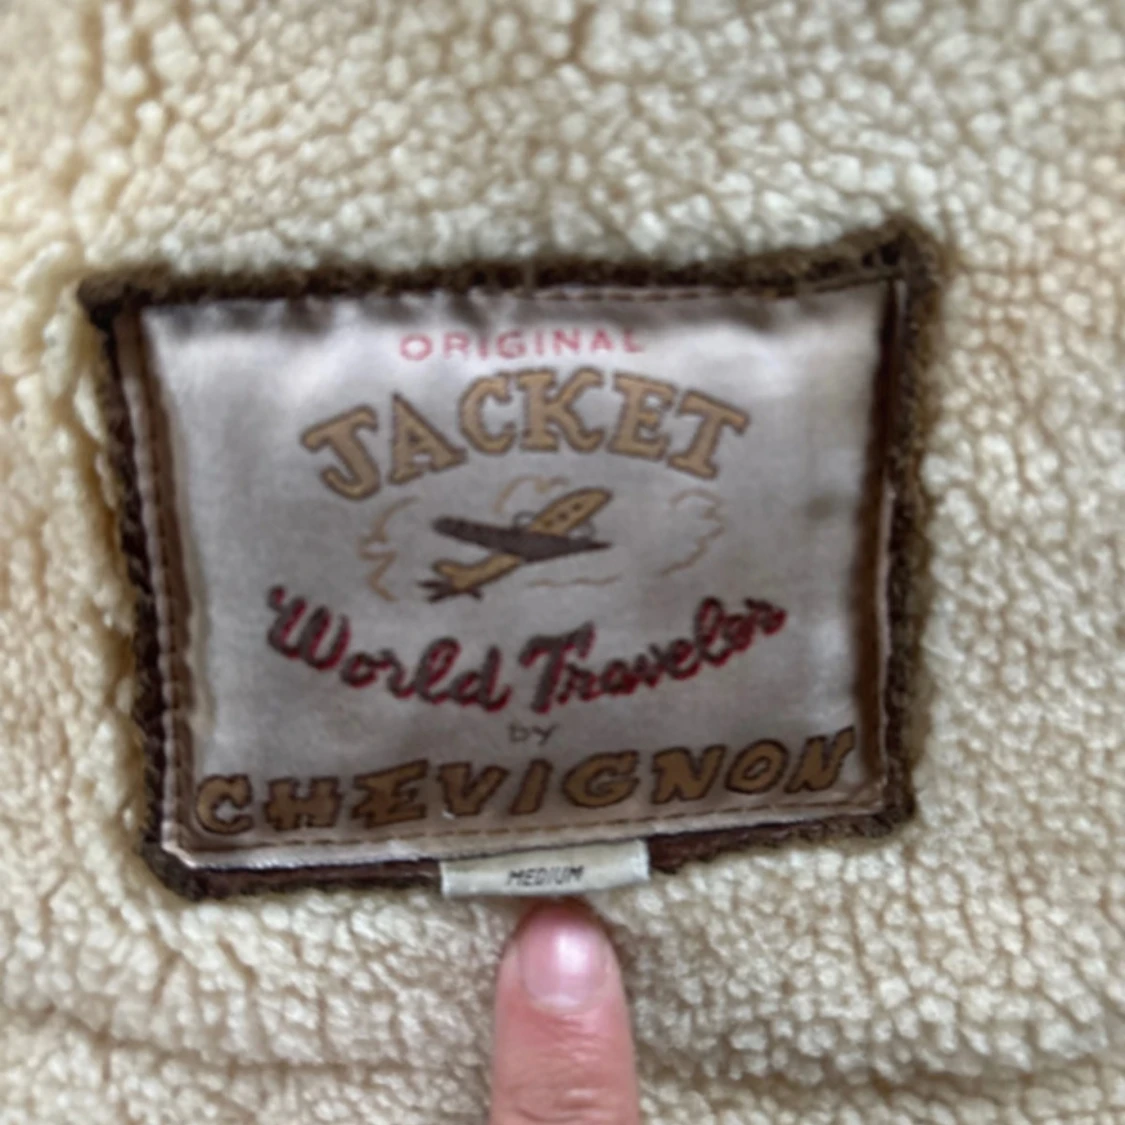 ORIGINAL
JACKET
World Traveler
by
CHEVIGNON
MEDIUM